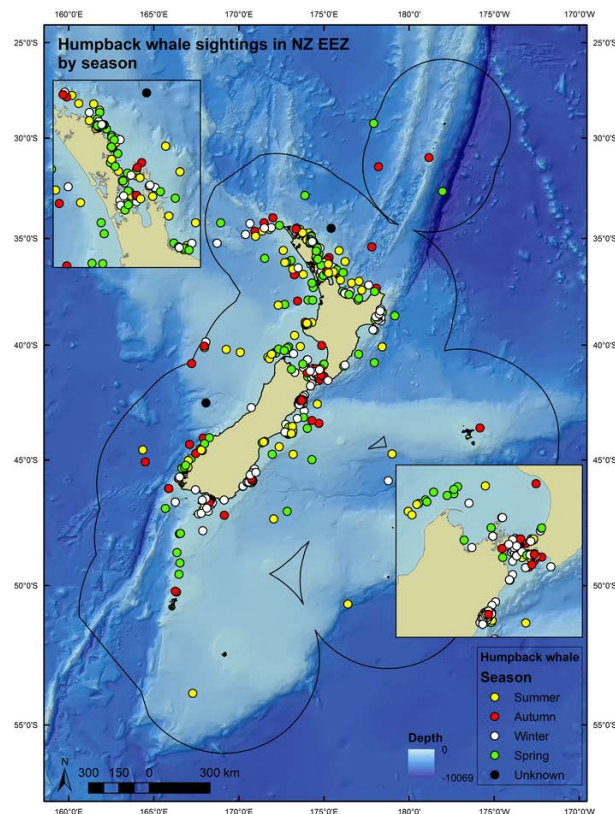 160°0'E 165°0'E 170°0'E 175°0'E 180°0' 175°0'W 170°0'W
Humpback whale sightings in NZ EEZ
by season
25°0'S 25°0'S
30°0'S 30°0'S
35°0'S 35°0'S
40°0'S 40°0'S
45°0'S 45°0'S
50°0'S 50°0'S
55°0'S 55°0'S
Humpback whale
Season
Summer
Autumn
Winter
Spring
Unknown
Depth
0
-10069
N
300 150 0 300 km
160°0'E 165°0'E 170°0'E 175°0'E 180°0' 175°0'W 170°0'W